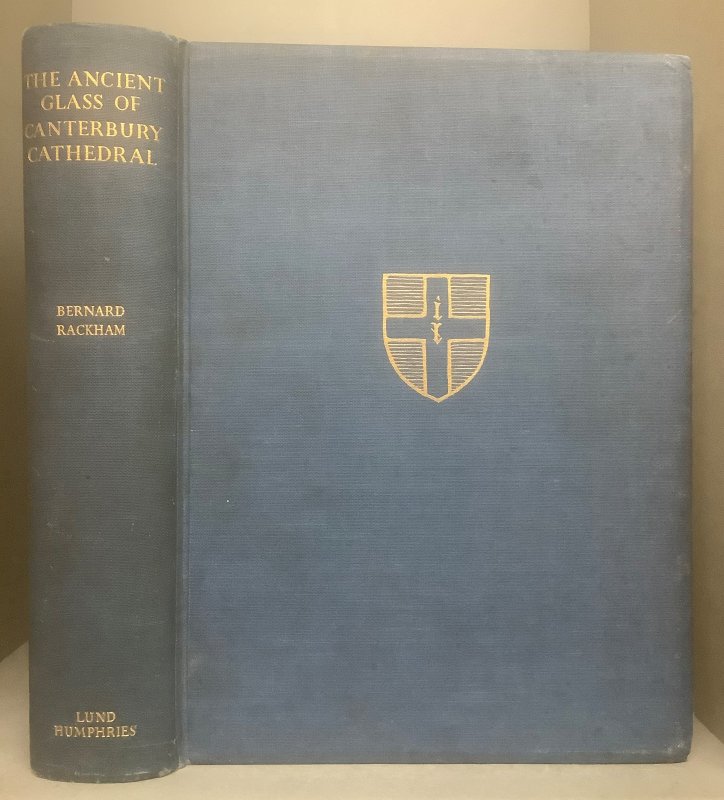 THE ANCIENT
GLASS OF
CANTERBURY
CATHEDRAL
BERNARD
RACKHAM
LUND
HUMPHRIES
i
x